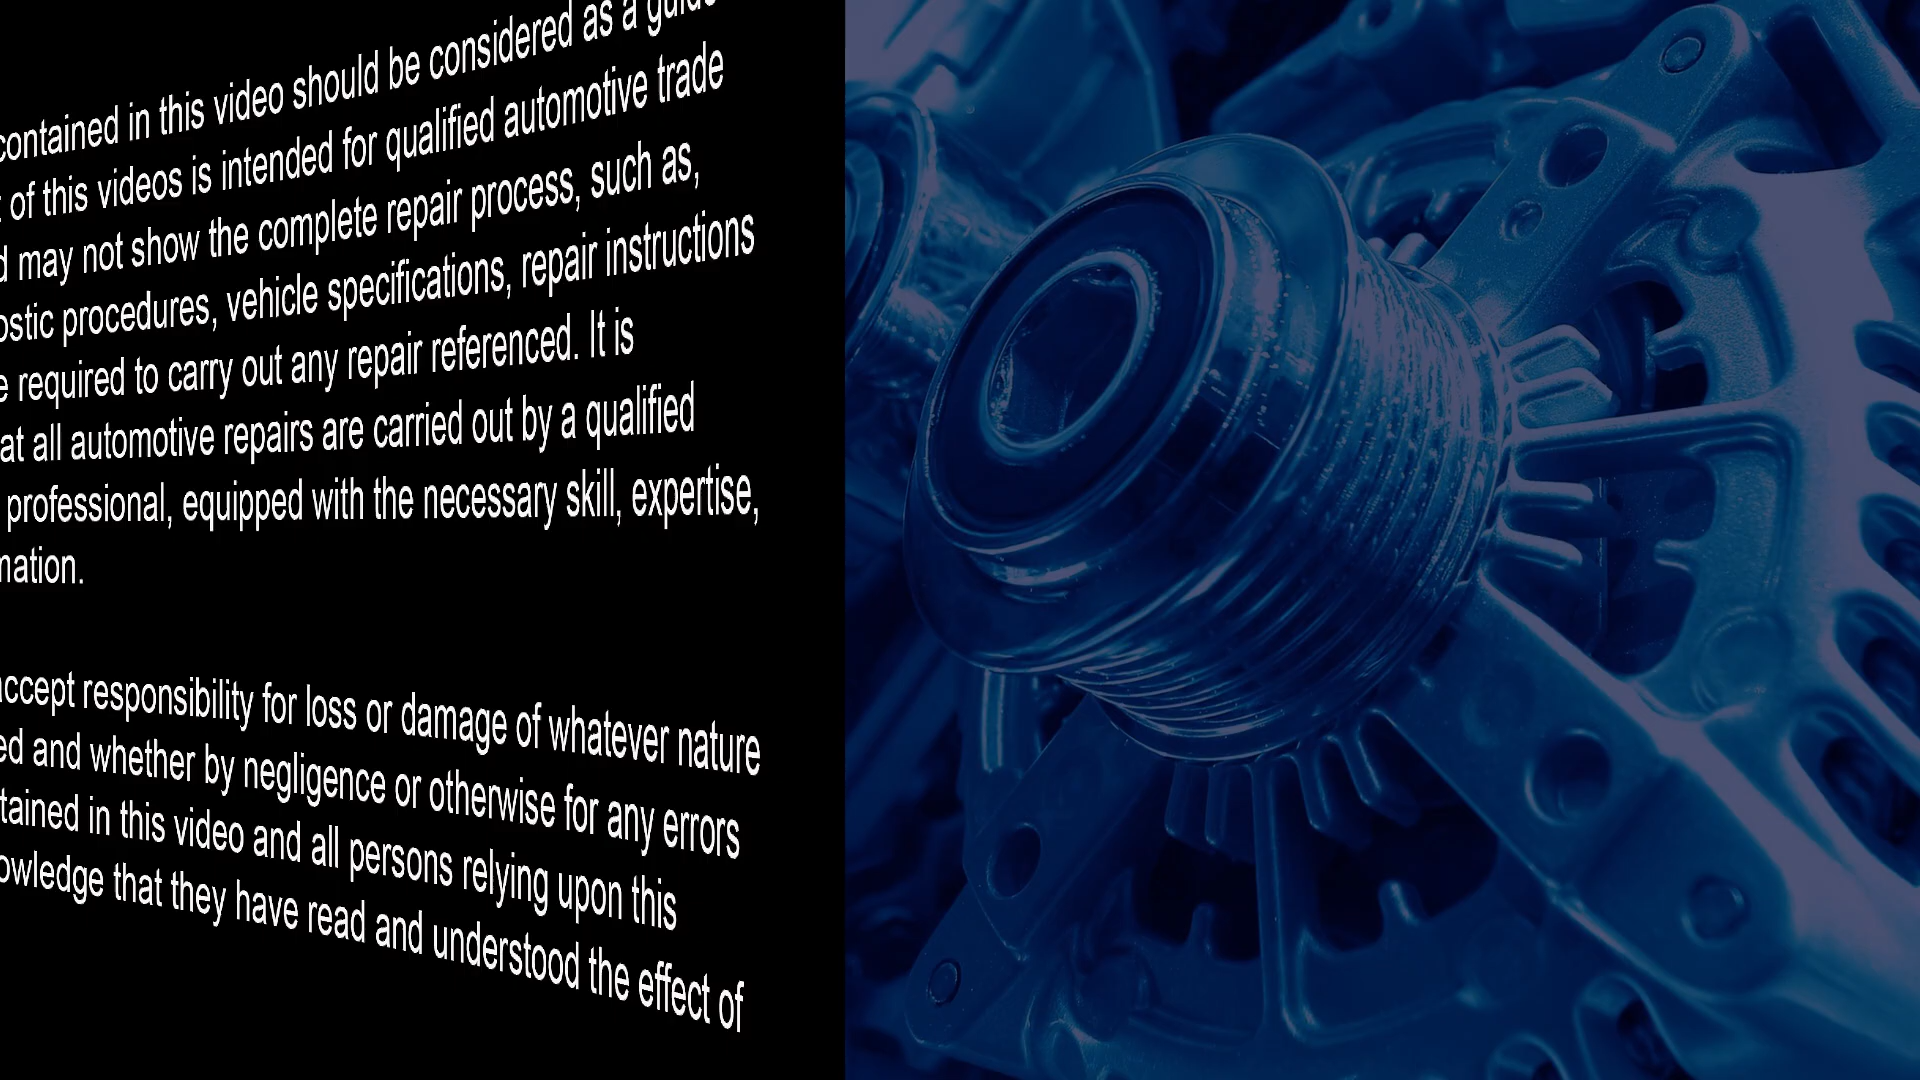 contained in this video should be considered as a guide
of this videos is intended for qualified automotive trade
may not show the complete repair process, such as,
procedures, vehicle specifications, repair instructions
required to carry out any repair referenced. It is
at all automotive repairs are carried out by a qualified
professional, equipped with the necessary skill, expertise,
mation.
accept responsibility for loss or damage of whatever nature
ed and whether by negligence or otherwise for any errors
tained in this video and all persons relying upon this
owledge that they have read and understood the effect of